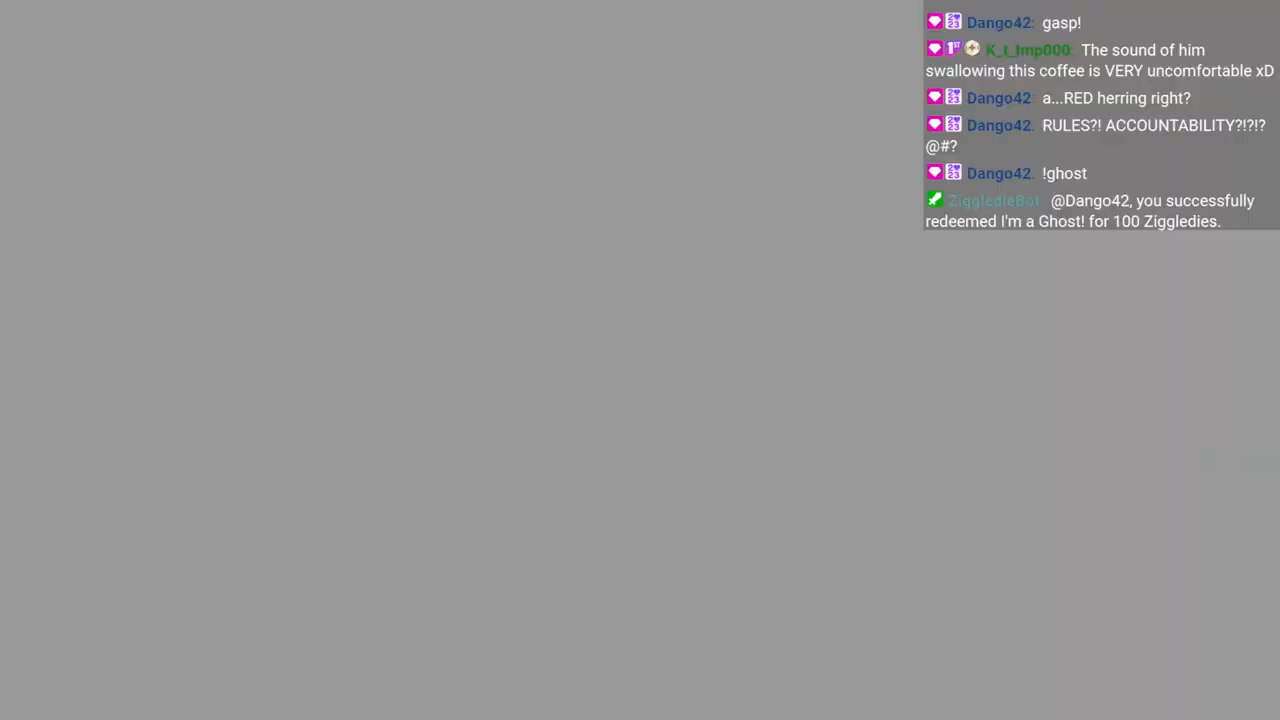 Dango42: gasp!
K_t_Imp000: The sound of him
swallowing this coffee is VERY uncomfortable xD
Dango42: a...RED herring right?
Dango42: RULES?! ACCOUNTABILITY?!?!?
@#?
Dango42: !ghost
ZiggledieBot: @Dango42, you successfully
redeemed I'm a Ghost! for 100 Ziggledies.